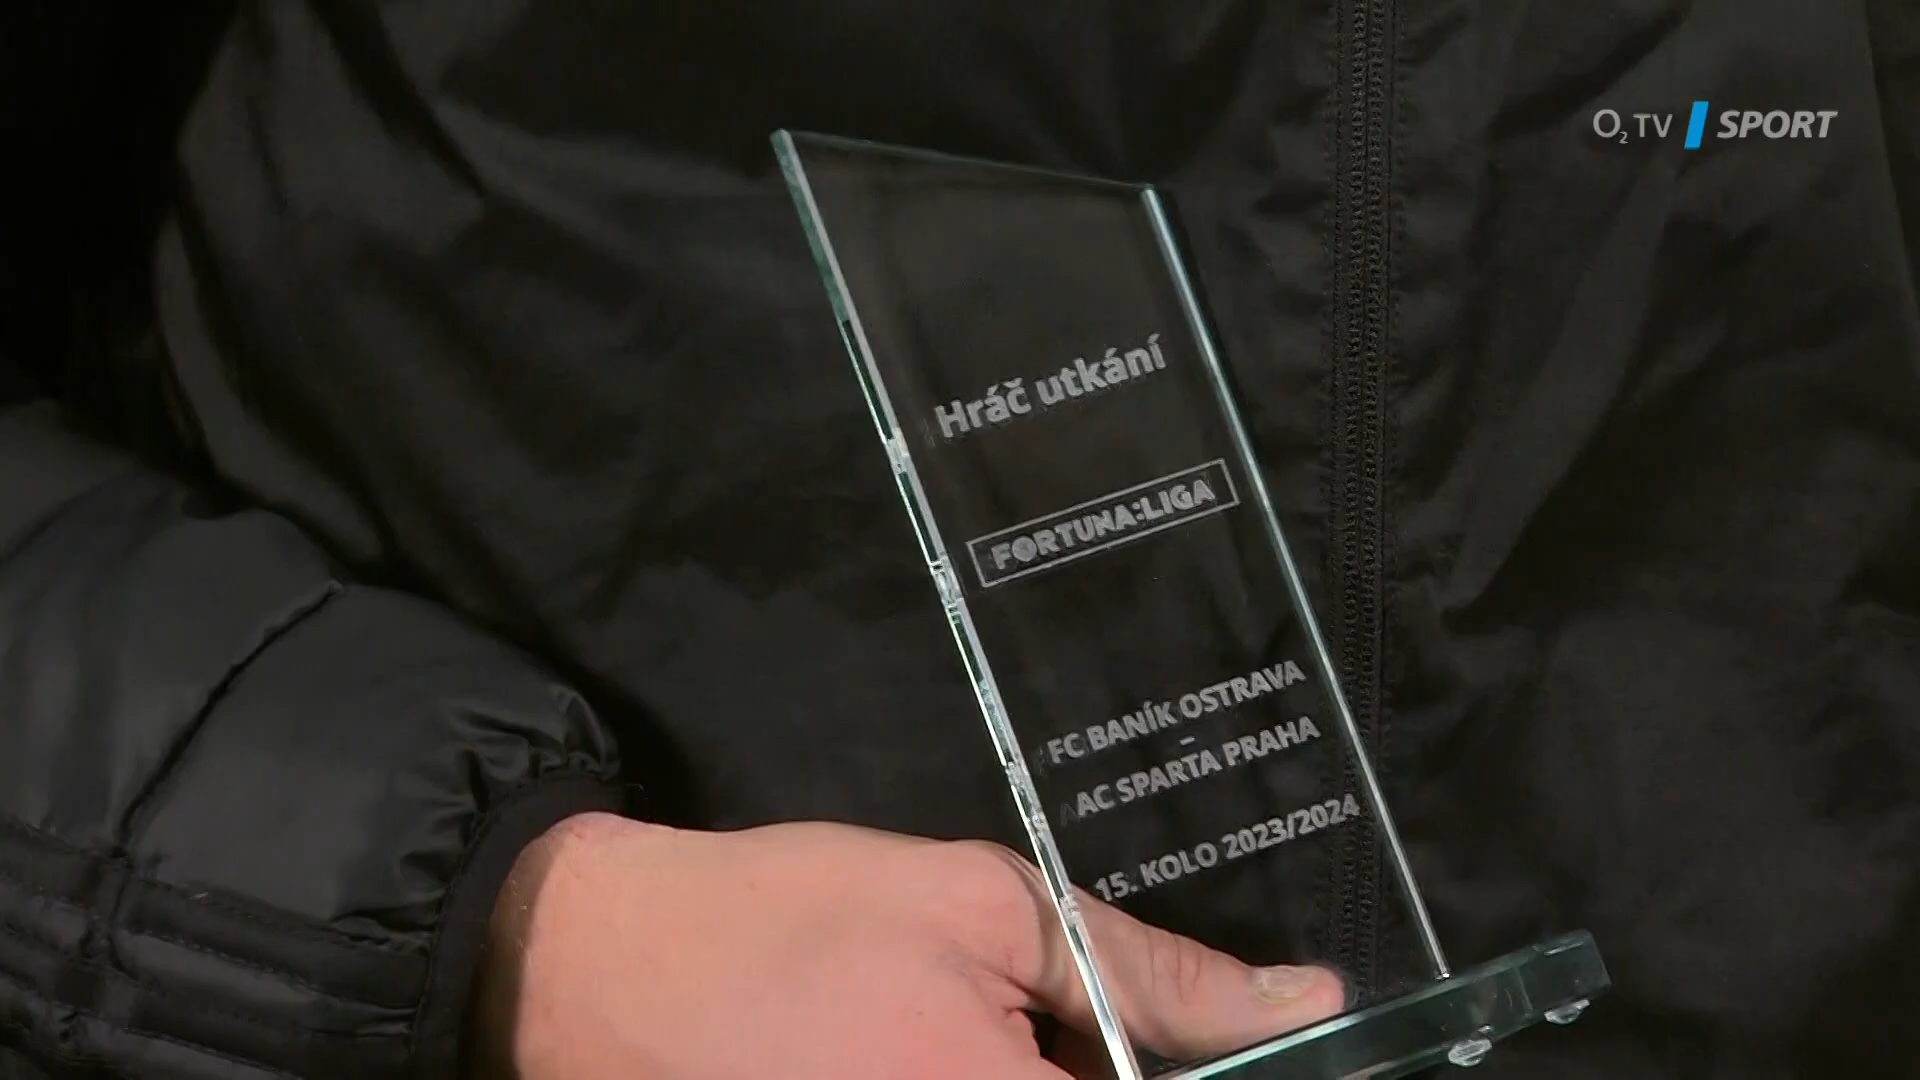 O2 TV SPORT
Hráč utkání
FORTUNA:LIGA
FC BANÍK OSTRAVA
-
AC SPARTA PRAHA
15. KOLO 2023/2024